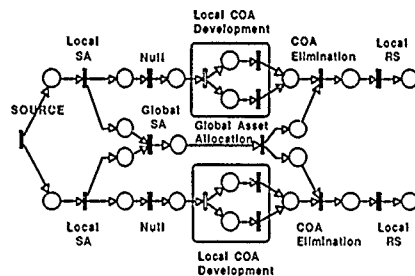 Local COA
Development
Local
SA
Null
COA
Elimination
Local
RS
SOURCE
Global
SA
Global Asset
Allocation
Local
SA
Null
COA
Elimination
Local
RS
Local COA
Development